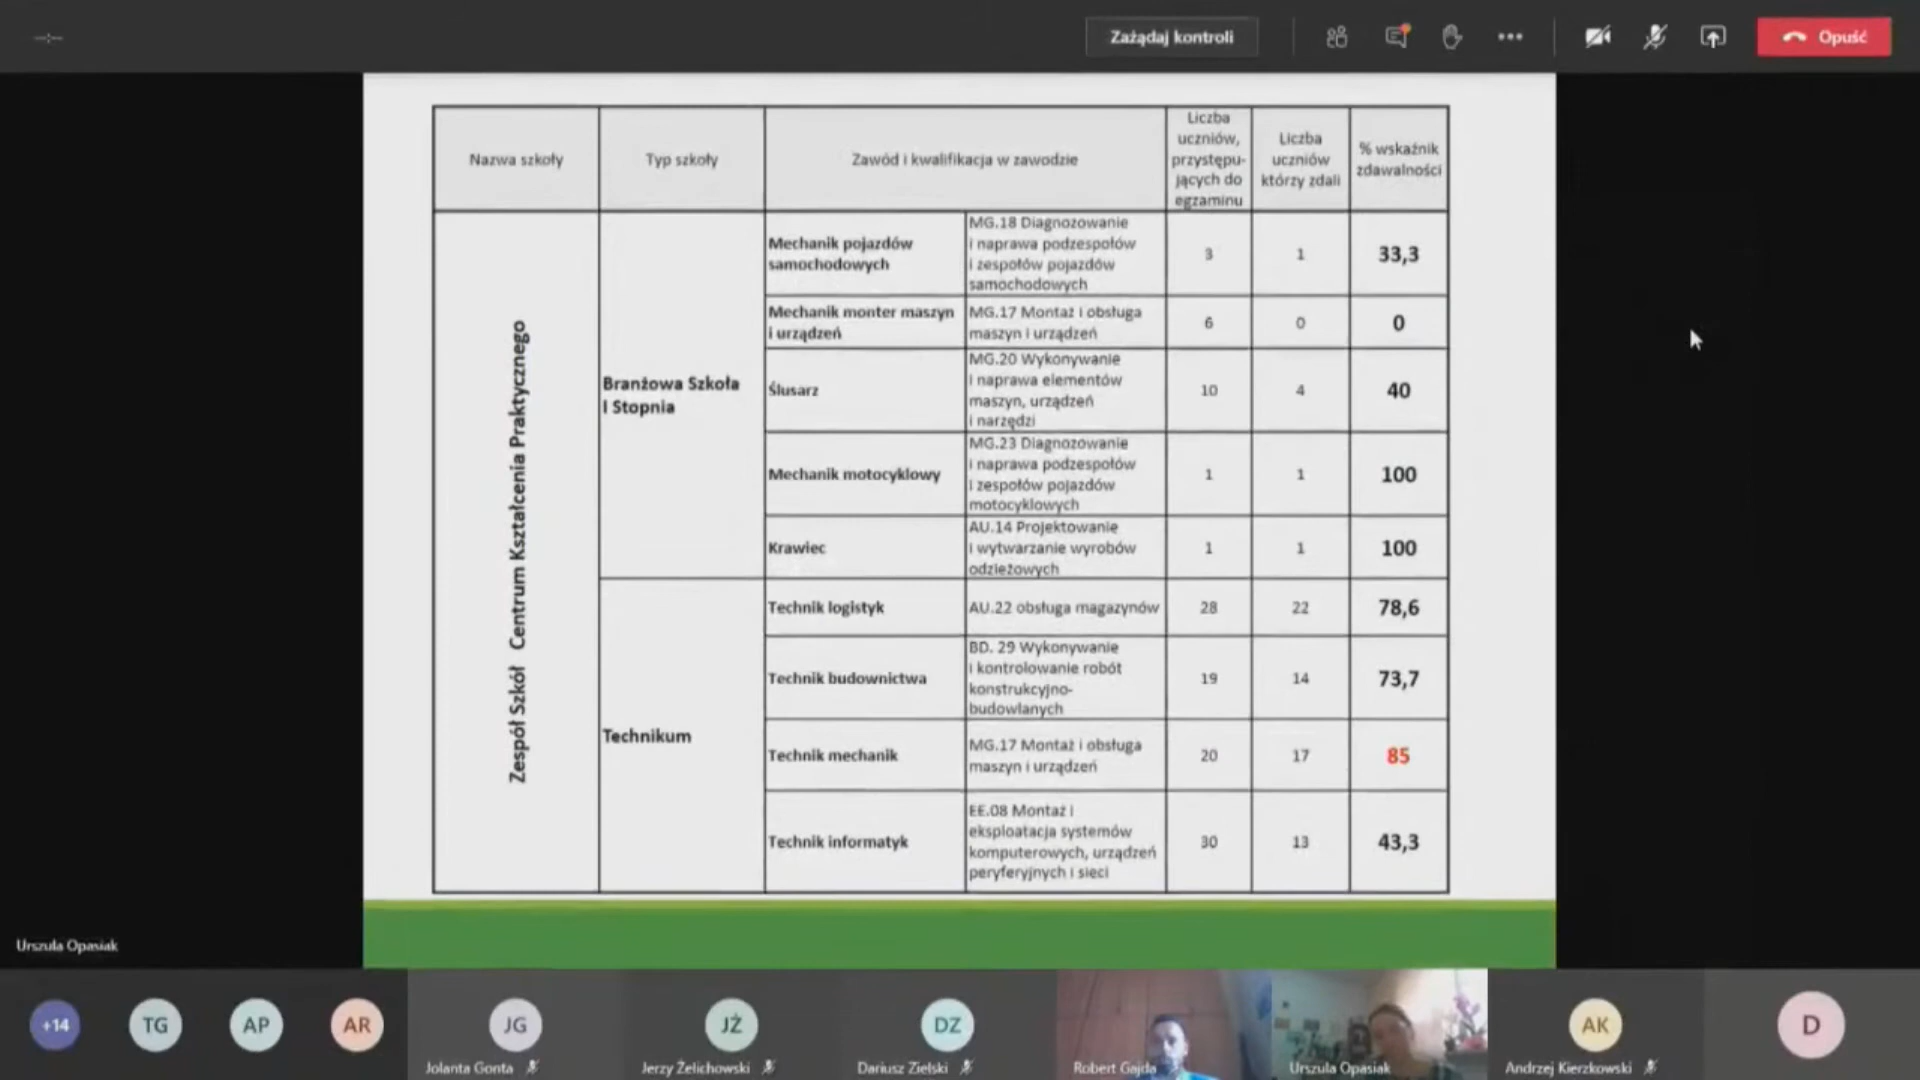 Zażądaj kontroli
Opuść
Nazwa szkoły
Typ szkoły
Zawód i kwalifikacja w zawodzie
Liczba
uczniów,
przystępu-
jących do
egzaminu
Liczba
uczniów
którzy zdali
% wskaźnik
zdawalności
Zespół Szkół Centrum Kształcenia Praktycznego
Branżowa Szkoła
I Stopnia
Mechanik pojazdów
samochodowych
MG.18 Diagnozowanie
i naprawa podzespołów
i zespołów pojazdów
samochodowych
3
1
33,3
Mechanik monter maszyn
i urządzeń
MG.17 Montaż i obsługa
maszyn i urządzeń
6
0
0
Ślusarz
MG.20 Wykonywanie
i naprawa elementów
maszyn, urządzeń
i narzędzi
10
4
40
Mechanik motocyklowy
MG.23 Diagnozowanie
i naprawa podzespołów
i zespołów pojazdów
motocyklowych
1
1
100
Krawiec
AU.14 Projektowanie
i wytwarzanie wyrobów
odzieżowych
1
1
100
Technikum
Technik logistyk
AU.22 obsługa magazynów
28
22
78,6
Technik budownictwa
BD. 29 Wykonywanie
i kontrolowanie robót
konstrukcyjno-
budowlanych
19
14
73,7
Technik mechanik
MG.17 Montaż i obsługa
maszyn i urządzeń
20
17
85
Technik informatyk
EE.08 Montaż i
eksploatacja systemów
komputerowych, urządzeń
peryferyjnych i sieci
30
13
43,3
Urszula Opasiak
+14
TG
AP
AR
JG
Jolanta Gonta
JŻ
Jerzy Żelichowski
DZ
Dariusz Zielski
Robert Gajda
Urszula Opasiak
AK
Andrzej Kierzkowski
D